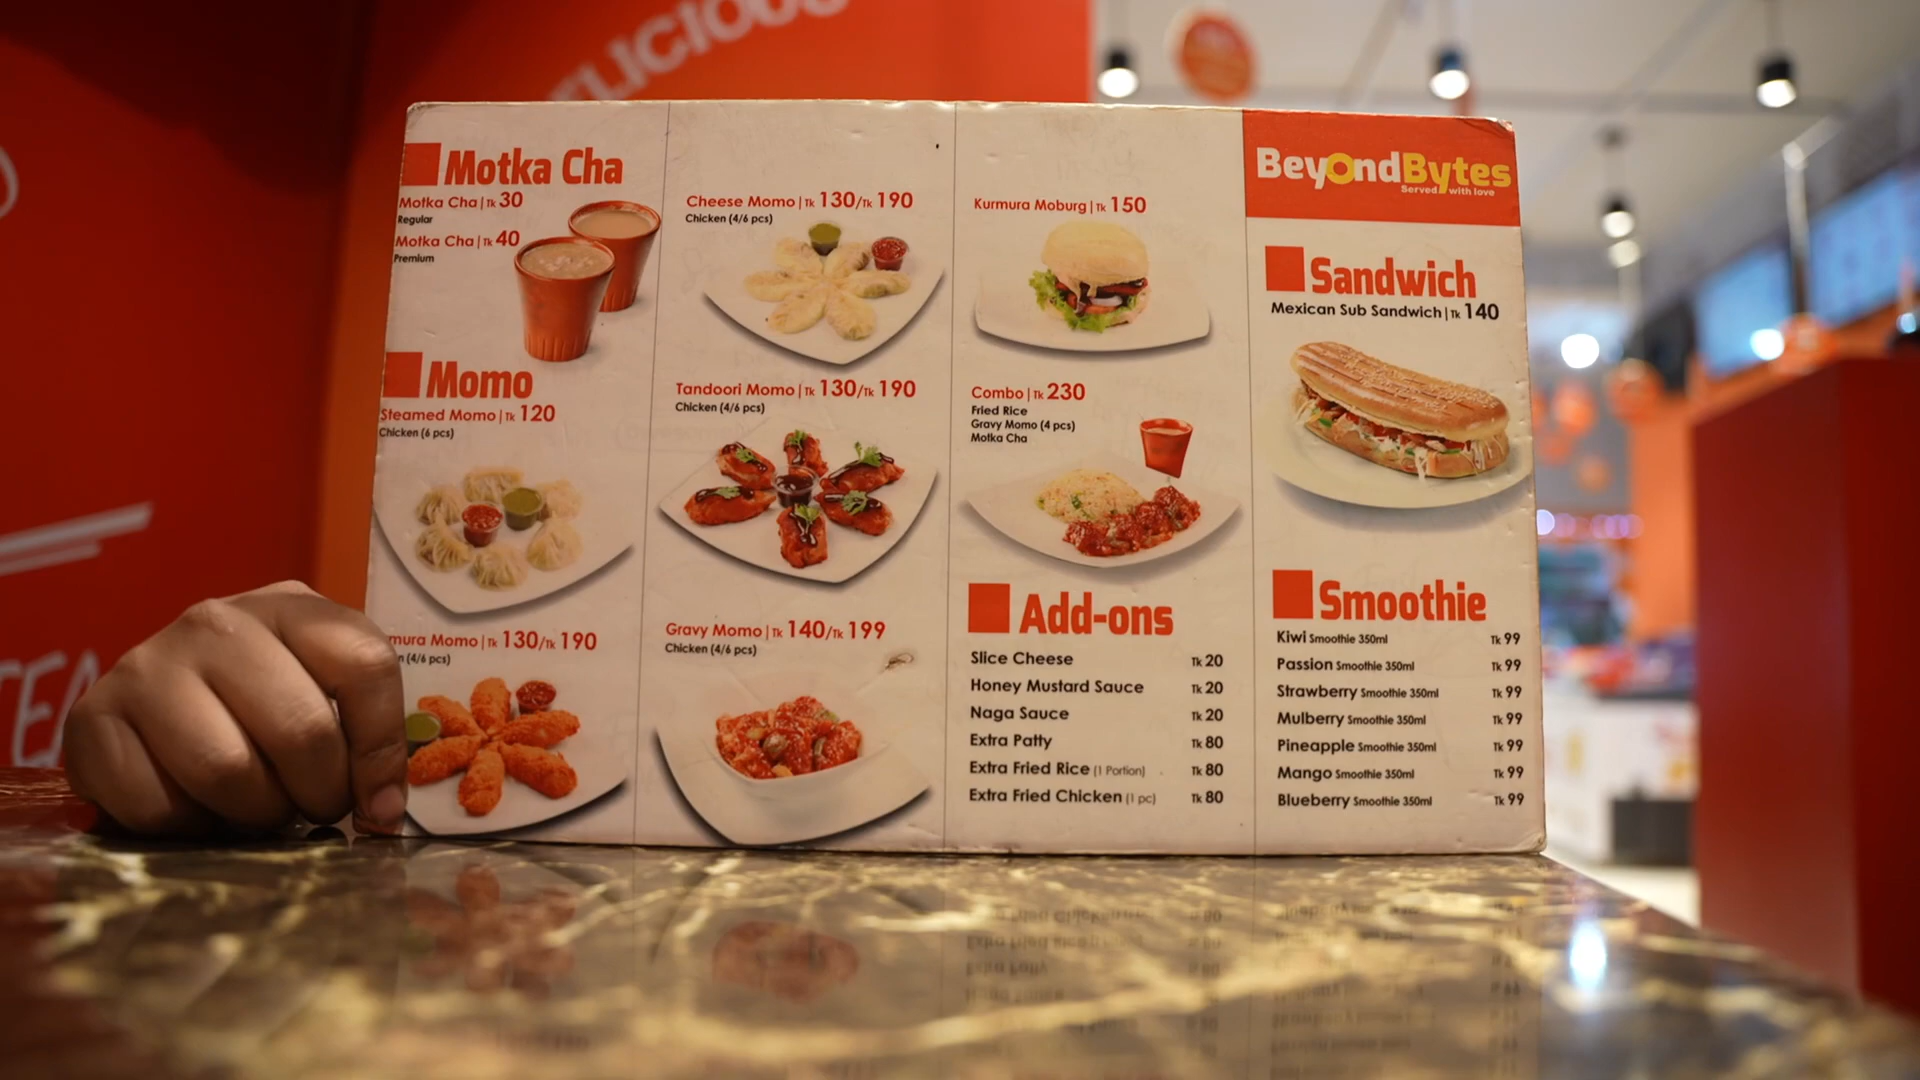 ELICIOUS
TEA
Motka Cha
Motka Cha | Tk 30
Regular
Motka Cha | Tk 40
Premium
Momo
Steamed Momo | Tk 120
Chicken (6 pcs)
mura Momo | Tk 130/Tk 190
n (4/6 pcs)
Cheese Momo | Tk 130/Tk 190
Chicken (4/6 pcs)
Tandoori Momo | Tk 130/Tk 190
Chicken (4/6 pcs)
Gravy Momo | Tk 140/Tk 199
Chicken (4/6 pcs)
Kurmura Moburg | Tk 150
Combo | Tk 230
Fried Rice
Gravy Momo (4 pcs)
Motka Cha
Add-ons
Slice Cheese Tk 20
Honey Mustard Sauce Tk 20
Naga Sauce Tk 20
Extra Patty Tk 80
Extra Fried Rice (1 Portion) Tk 80
Extra Fried Chicken (1 pc) Tk 80
BeyondBytes
Served with love
Sandwich
Mexican Sub Sandwich | Tk 140
Smoothie
Kiwi Smoothie 350ml Tk 99
Passion Smoothie 350ml Tk 99
Strawberry Smoothie 350ml Tk 99
Mulberry Smoothie 350ml Tk 99
Pineapple Smoothie 350ml Tk 99
Mango Smoothie 350ml Tk 99
Blueberry Smoothie 350ml Tk 99